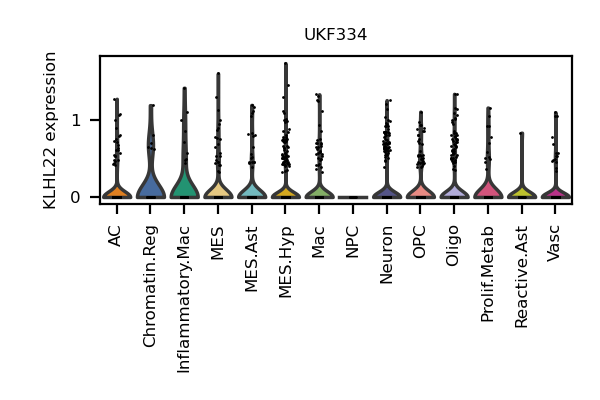 UKF334
KLHL22 expression
1
0
AC
Chromatin.Reg
Inflammatory.Mac
MES
MES.Ast
MES.Hyp
Mac
NPC
Neuron
OPC
Oligo
Prolif.Metab
Reactive.Ast
Vasc